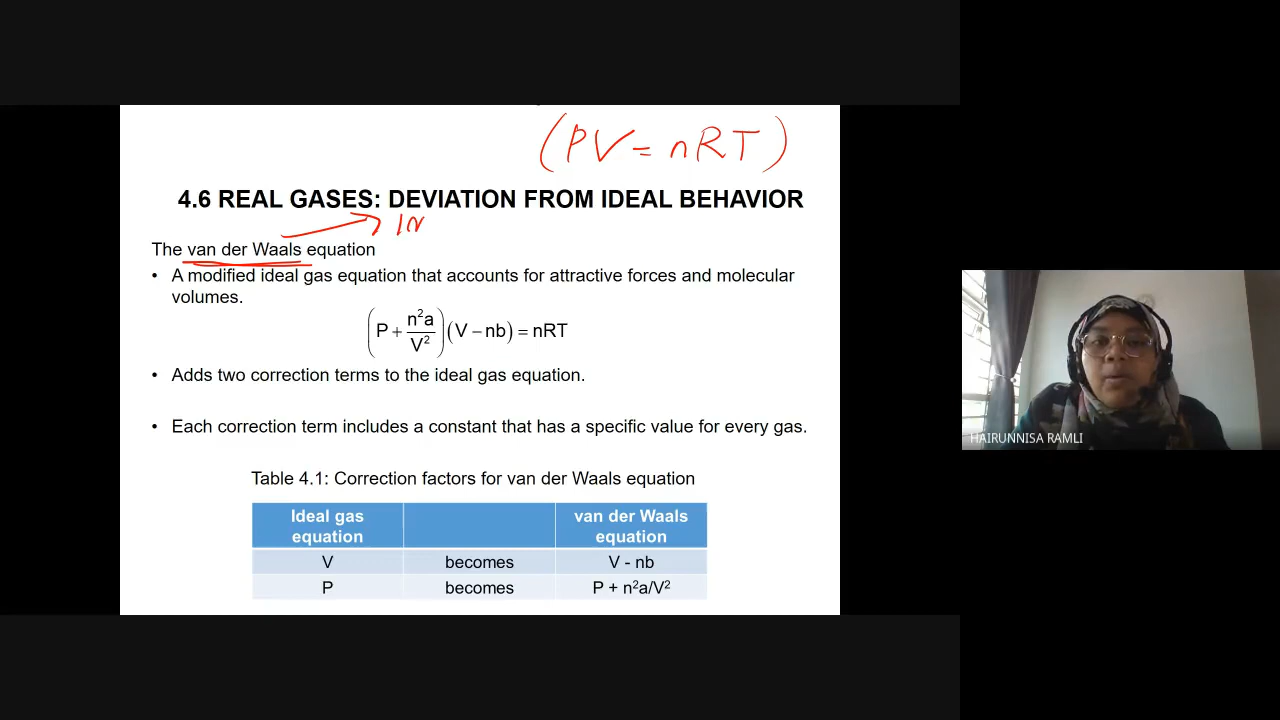 (PV = nRT)
4.6 REAL GASES: DEVIATION FROM IDEAL BEHAVIOR
IN
The van der Waals equation
• A modified ideal gas equation that accounts for attractive forces and molecular
volumes.
(P + n²a/V²)(V − nb) = nRT
• Adds two correction terms to the ideal gas equation.
• Each correction term includes a constant that has a specific value for every gas.
Table 4.1: Correction factors for van der Waals equation
Ideal gas equation van der Waals equation
V becomes V - nb
P becomes P + n²a/V²
HAIRUNNISA RAMLI